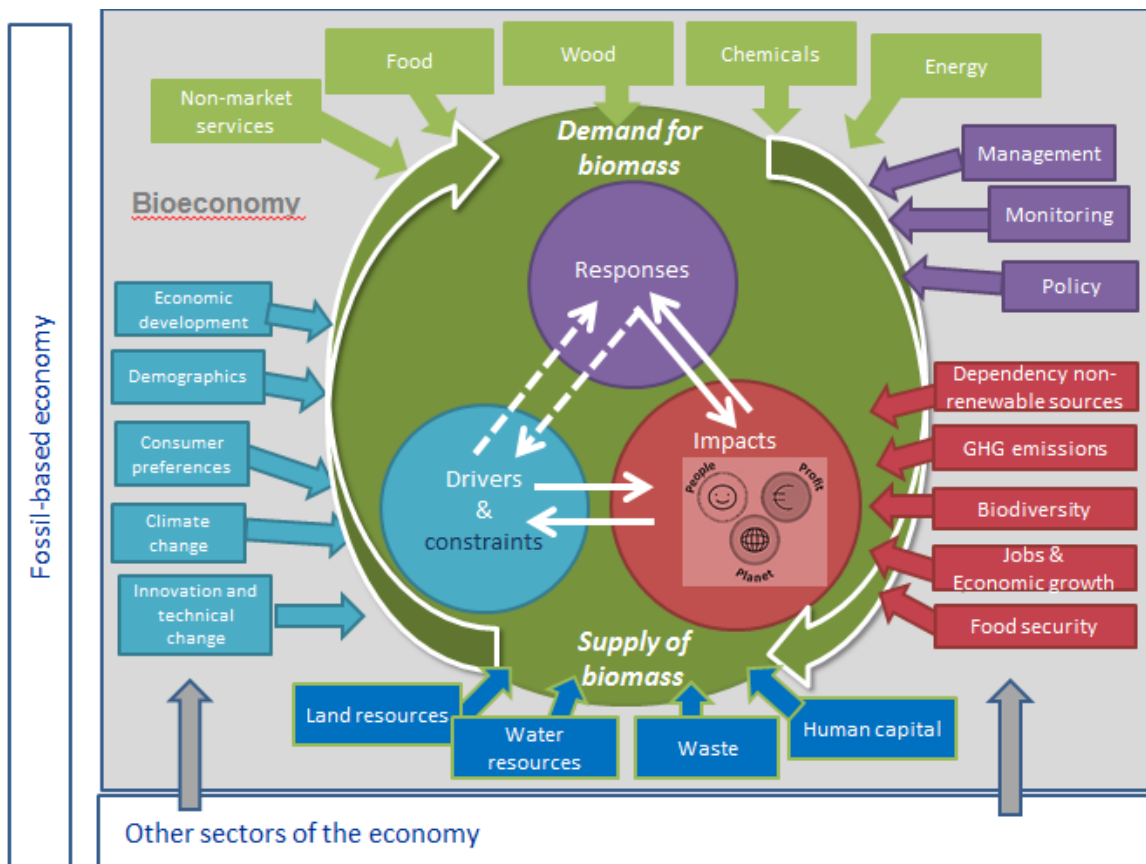 Fossil-based economy
Food
Wood
Chemicals
Energy
Non-market
services
Demand for
biomass
Management
Monitoring
Policy
Bioeconomy
Responses
Economic
development
Demographics
Consumer
preferences
Climate
change
Innovation and
technical
change
Drivers
&
constraints
Impacts
People
Profit
€
Planet
Dependency non-
renewable sources
GHG emissions
Biodiversity
Jobs &
Economic growth
Food security
Supply of
biomass
Land resources
Water
resources
Waste
Human capital
Other sectors of the economy